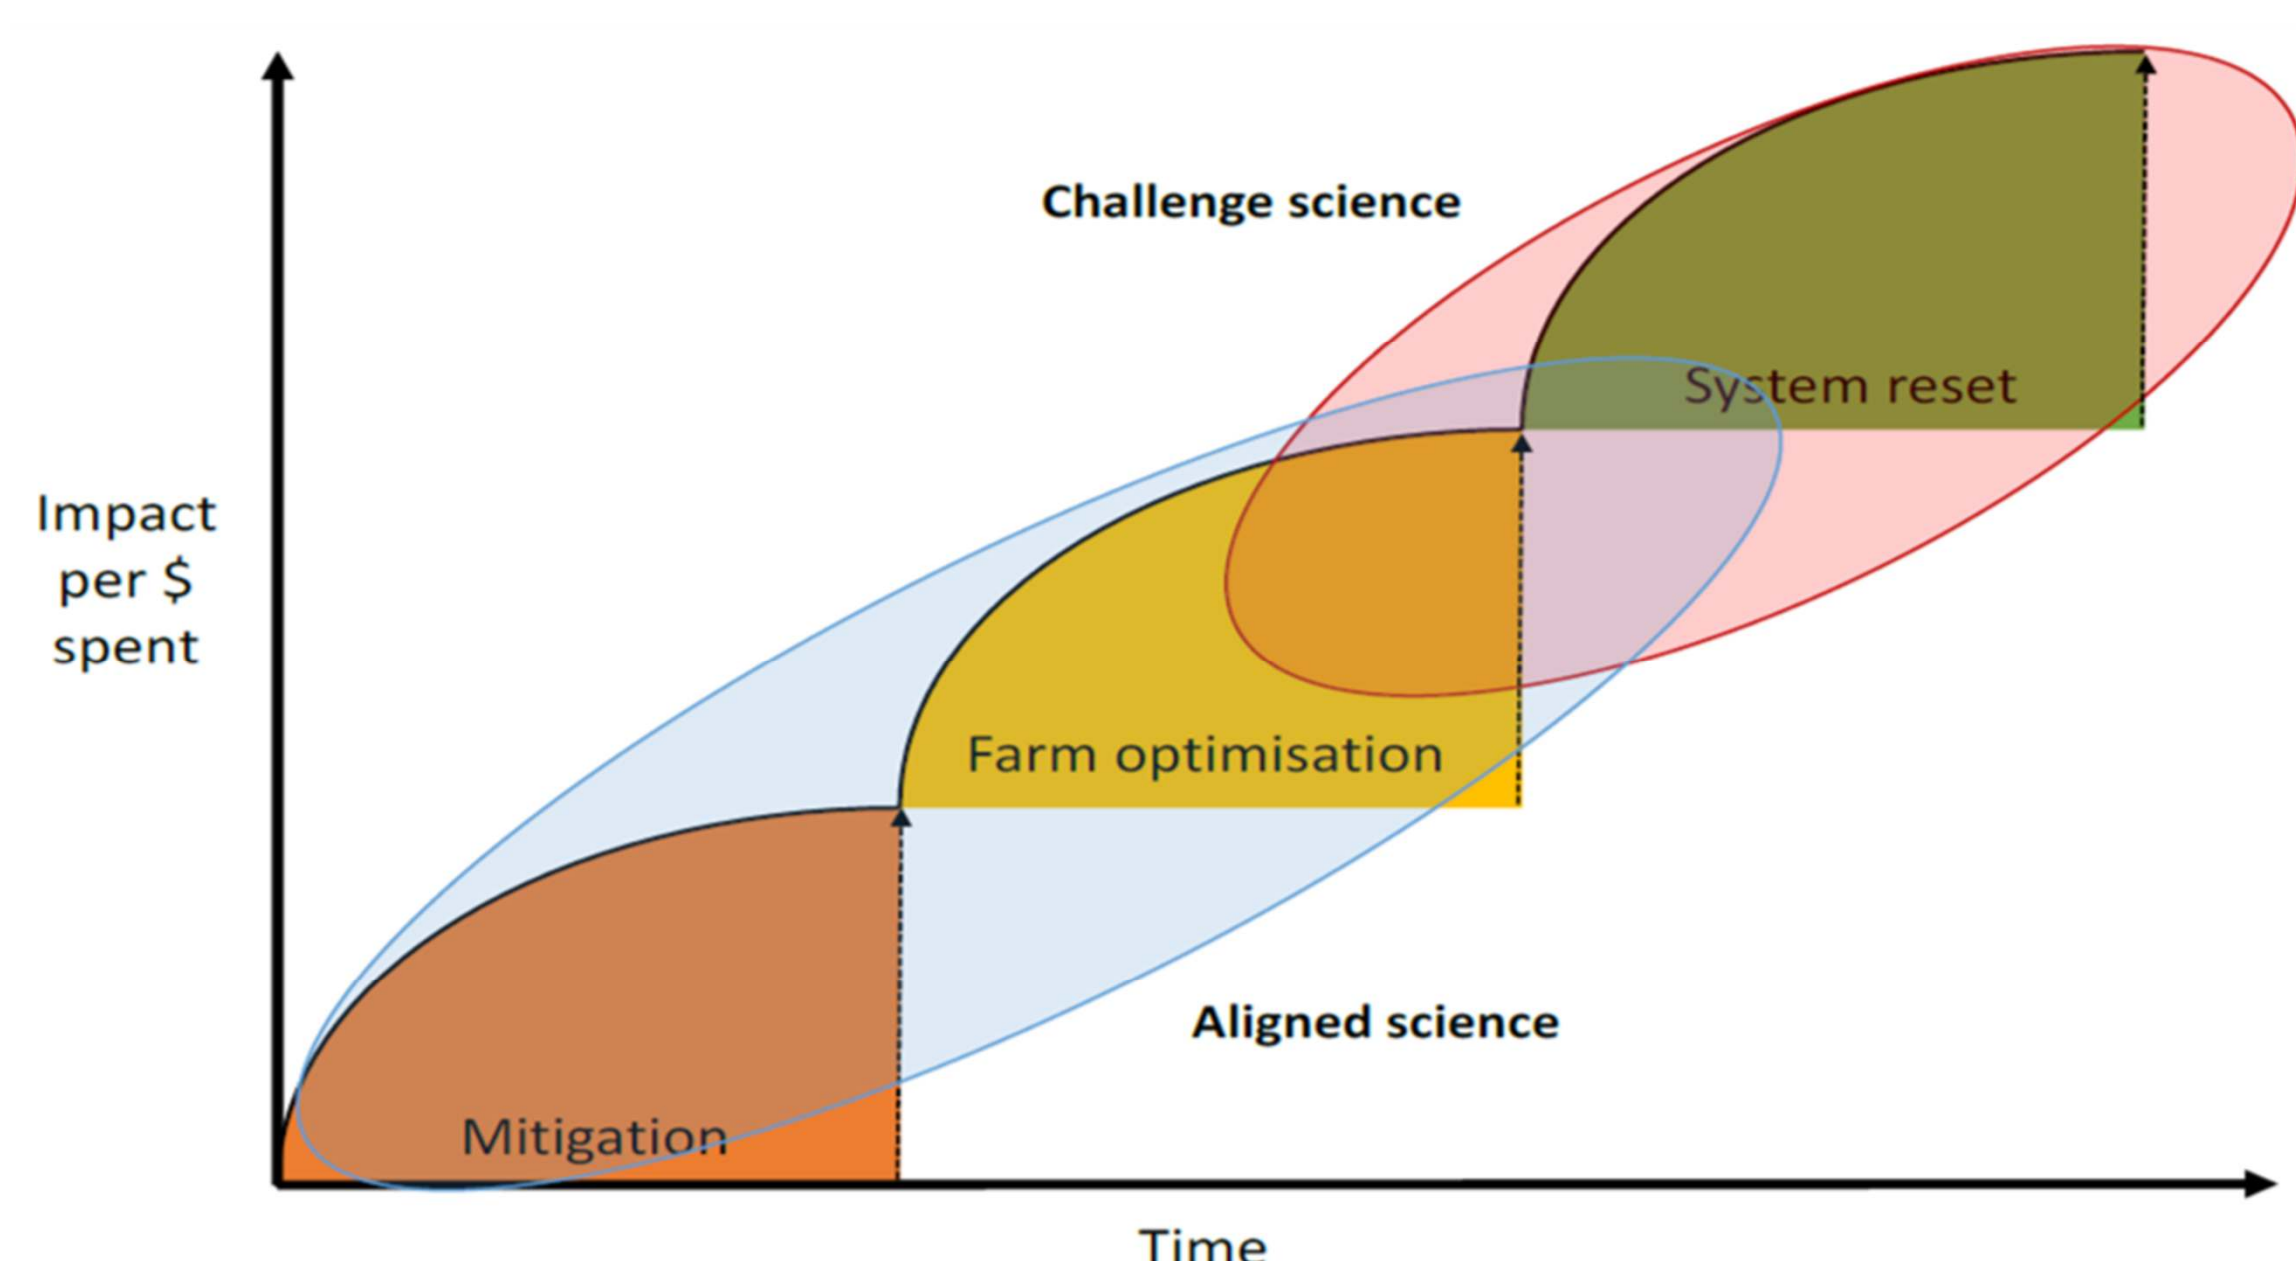 Challenge science
System reset
Impact
per $
spent
Farm optimisation
Aligned science
Mitigation
Time